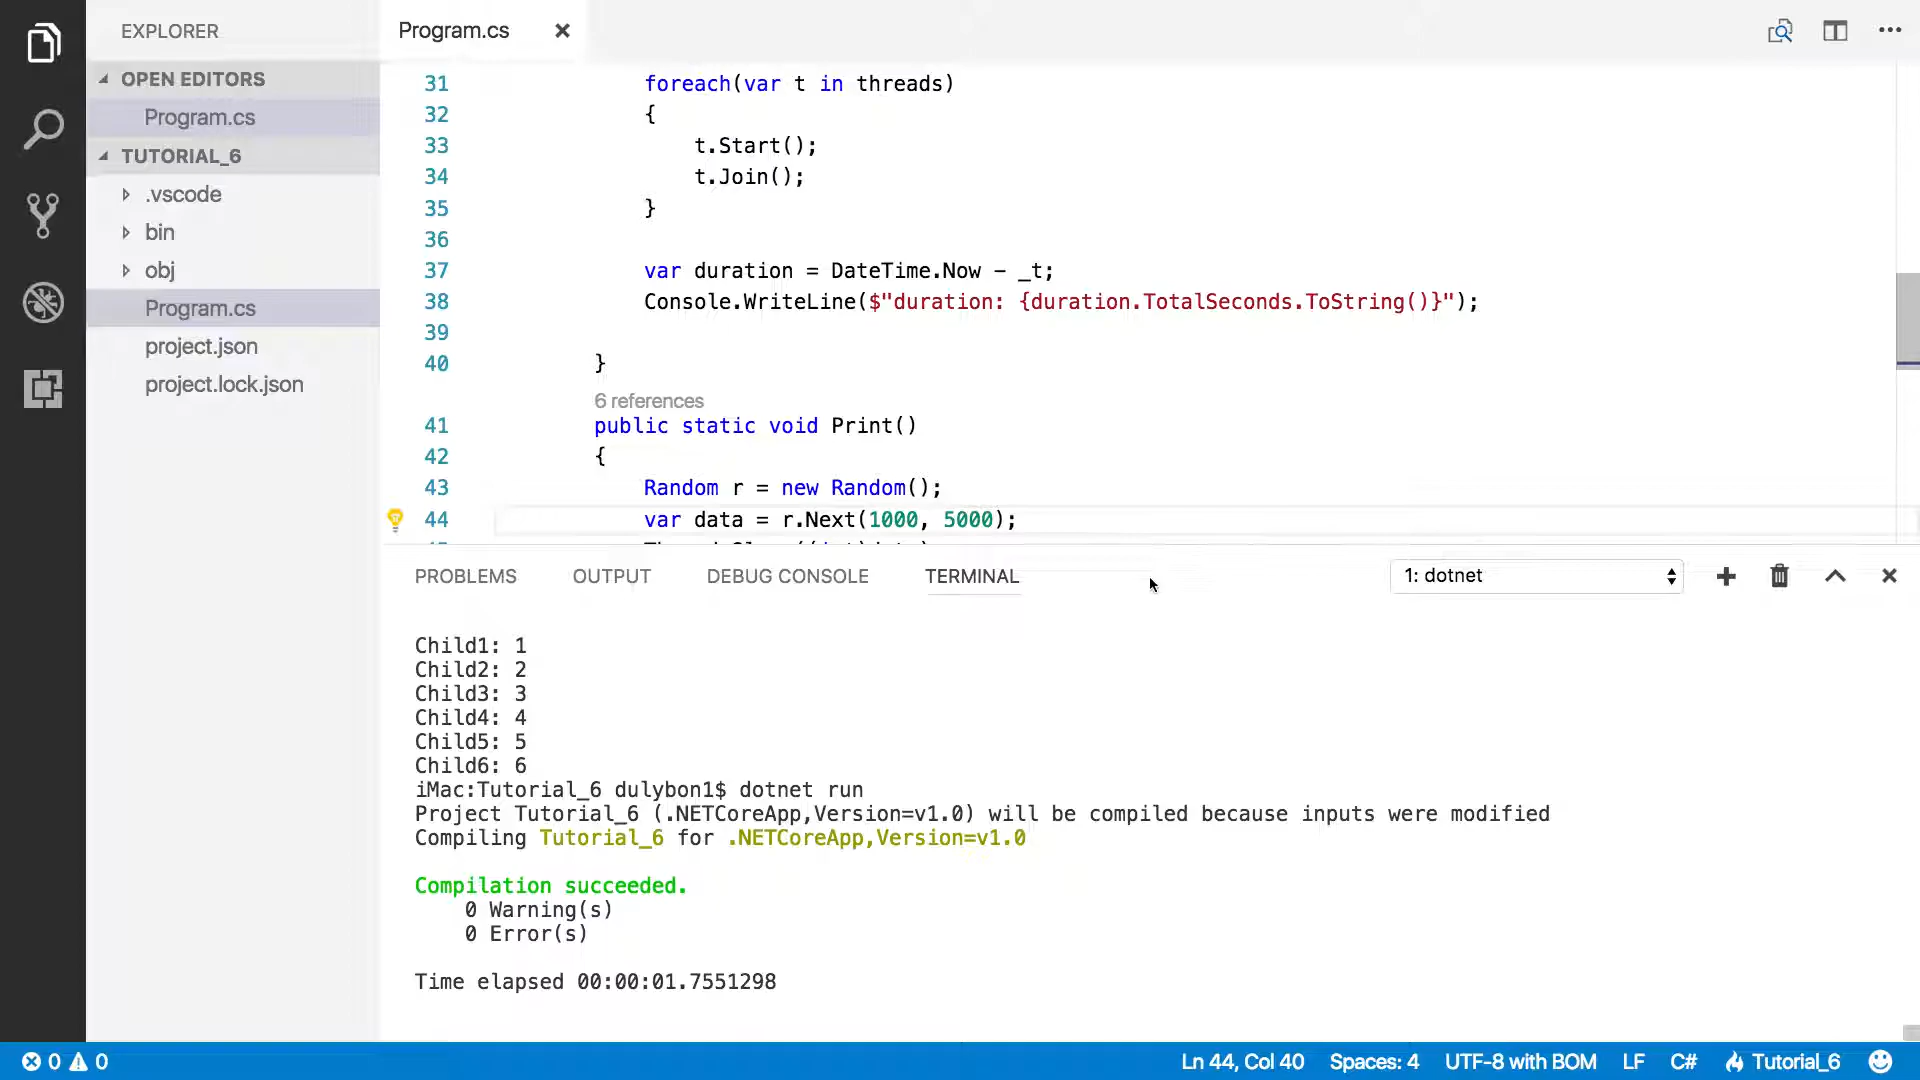 EXPLORER
OPEN EDITORS
Program.cs
TUTORIAL_6
.vscode
bin
obj
Program.cs
project.json
project.lock.json
Program.cs
31 foreach(var t in threads)
32 {
33 t.Start();
34 t.Join();
35 }
36
37 var duration = DateTime.Now - _t;
38 Console.WriteLine($"duration: {duration.TotalSeconds.ToString()}");
39
40 }
6 references
41 public static void Print()
42 {
43 Random r = new Random();
44 var data = r.Next(1000, 5000);
PROBLEMS OUTPUT DEBUG CONSOLE TERMINAL 1: dotnet
Child1: 1
Child2: 2
Child3: 3
Child4: 4
Child5: 5
Child6: 6
iMac:Tutorial_6 dulybon1$ dotnet run
Project Tutorial_6 (.NETCoreApp,Version=v1.0) will be compiled because inputs were modified
Compiling Tutorial_6 for .NETCoreApp,Version=v1.0
Compilation succeeded.
0 Warning(s)
0 Error(s)
Time elapsed 00:00:01.7551298
0 0 Ln 44, Col 40 Spaces: 4 UTF-8 with BOM LF C# Tutorial_6